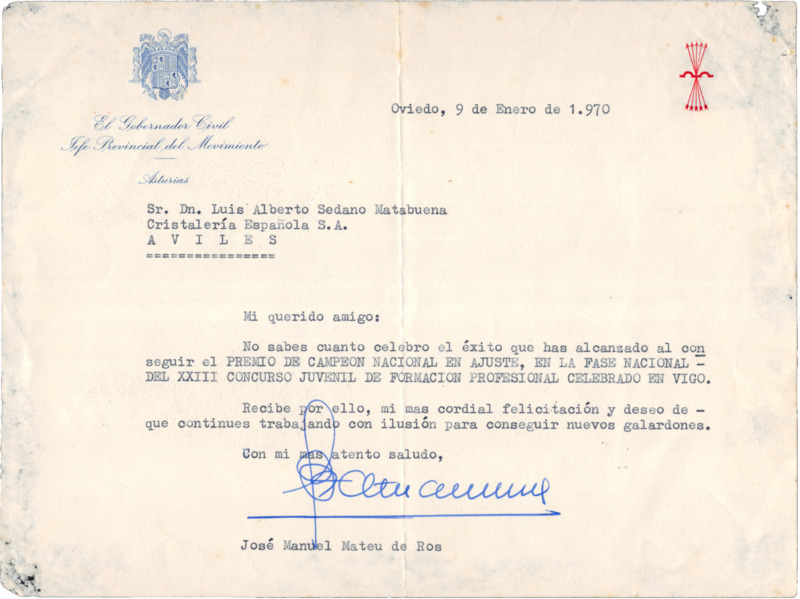 El Gobernador Civil
Jefe Provincial del Movimiento
Asturias
Oviedo, 9 de Enero de 1.970
Sr. Dn. Luis Alberto Sedano Matabuena
Cristalería Española S.A.
A V I L E S
================
Mi querido amigo:
No sabes cuanto celebro el éxito que has alcanzado al con
seguir el PREMIO DE CAMPEON NACIONAL EN AJUSTE, EN LA FASE NACIONAL -
DEL XXIII CONCURSO JUVENIL DE FORMACION PROFESIONAL CELEBRADO EN VIGO.
Recibe por ello, mi mas cordial felicitación y deseo de -
que continues trabajando con ilusión para conseguir nuevos galardones.
Con mi mas atento saludo,
José Manuel Mateu de Ros